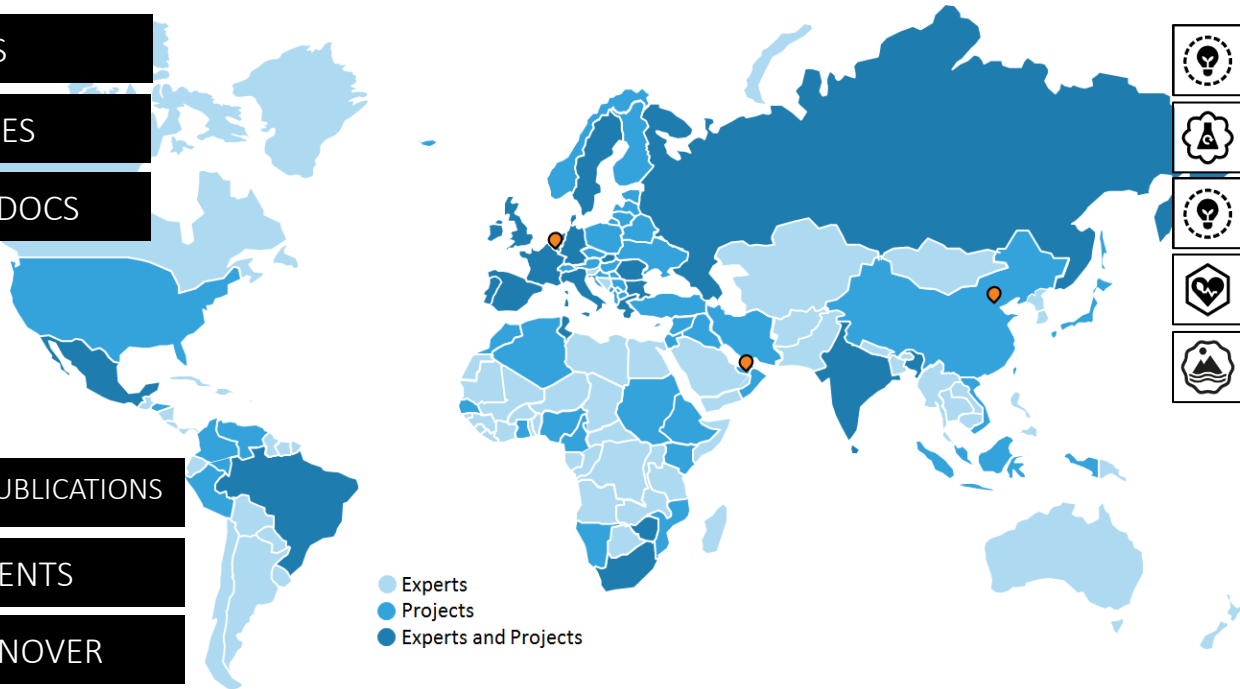 S
ES
DOCS
UBLICATIONS
ENTS
NOVER
Experts
Projects
Experts and Projects